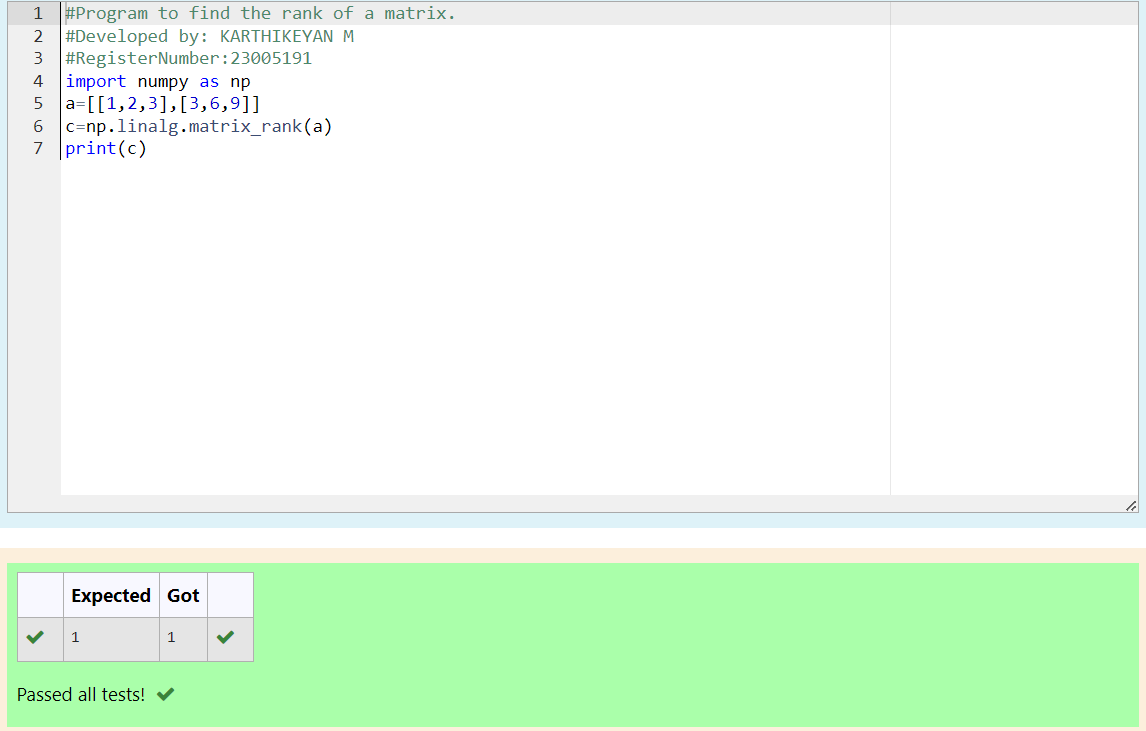 1 #Program to find the rank of a matrix.
2 #Developed by: KARTHIKEYAN M
3 #RegisterNumber:23005191
4 import numpy as np
5 a=[[1,2,3],[3,6,9]]
6 c=np.linalg.matrix_rank(a)
7 print(c)
Expected Got
1 1
Passed all tests!